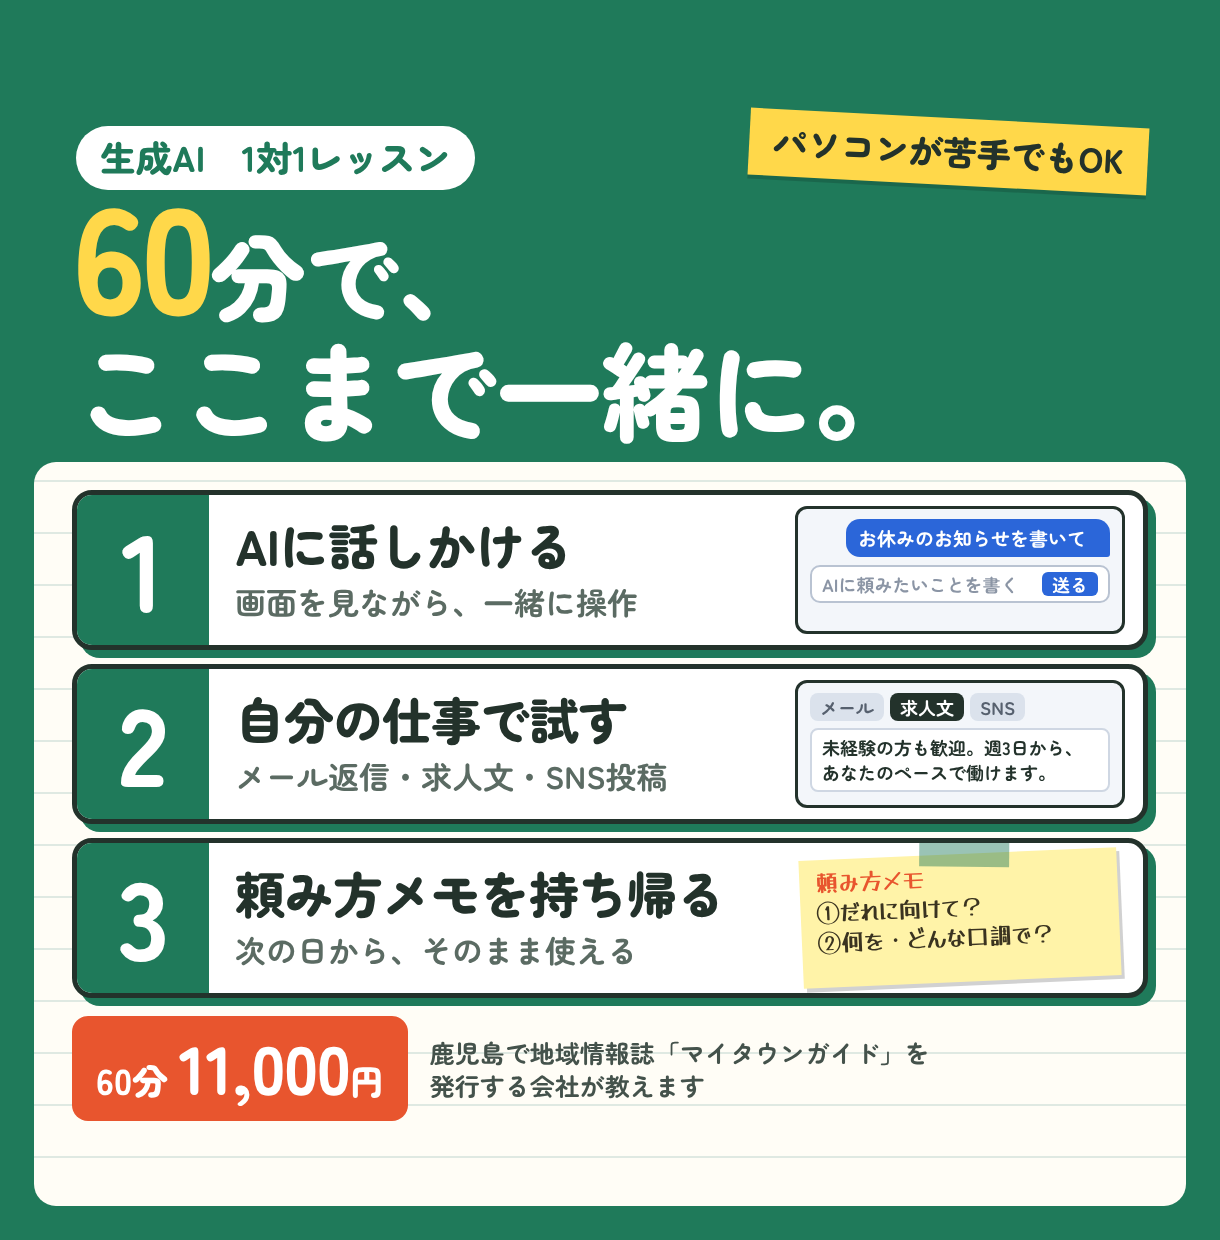 生成AI　1対1レッスン
パソコンが苦手でもOK
60分で、
ここまで一緒に。
1
AIに話しかける
画面を見ながら、一緒に操作
お休みのお知らせを書いて
AIに頼みたいことを書く
送る
2
自分の仕事で試す
メール返信・求人文・SNS投稿
メール 求人文 SNS
未経験の方も歓迎。週3日から、
あなたのペースで働けます。
3
頼み方メモを持ち帰る
次の日から、そのまま使える
頼み方メモ
①だれに向けて？
②何を・どんな口調で？
60分 11,000円
鹿児島で地域情報誌「マイタウンガイド」を
発行する会社が教えます